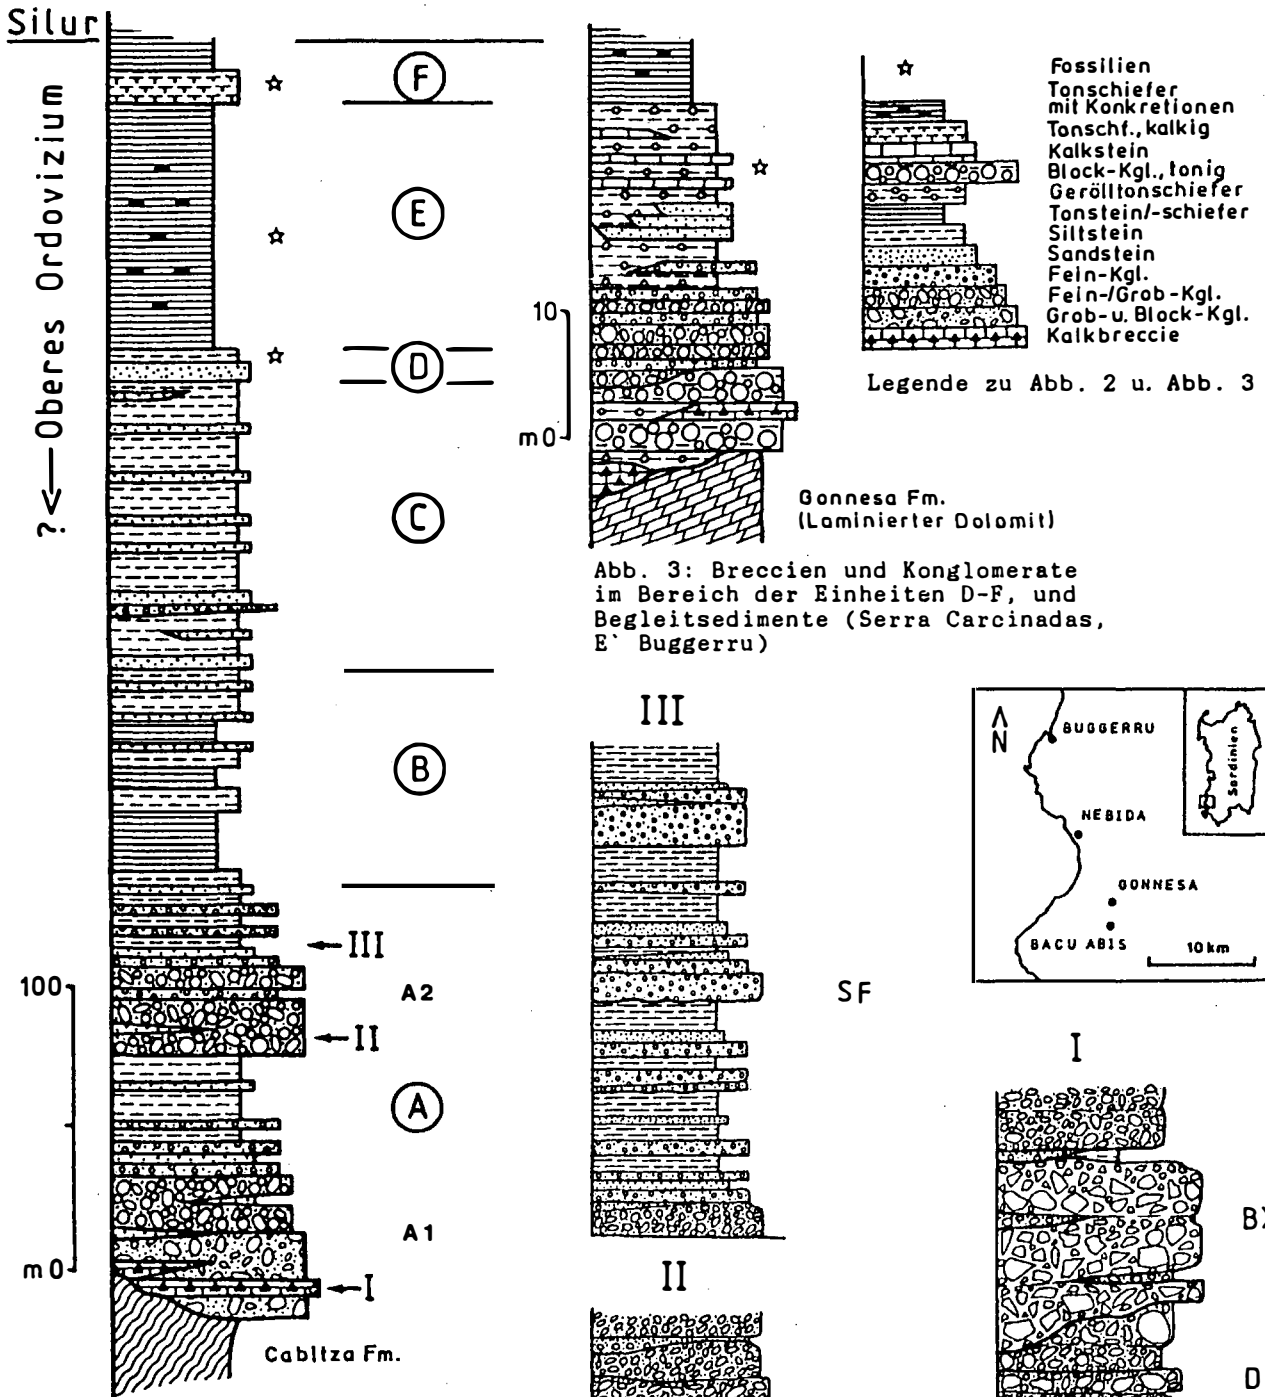 Silur
? <— Oberes Ordovizium
F
E
D
C
B
A
A2
A1
III
II
I
100
m 0
Cabitza Fm.
10
m 0
Gonnesa Fm.
(Laminierter Dolomit)
Abb. 3: Breccien und Konglomerate
im Bereich der Einheiten D-F, und
Begleitsedimente (Serra Carcinadas,
E` Buggerru)
Fossilien
Tonschiefer
mit Konkretionen
Tonschf., kalkig
Kalkstein
Block-Kgl., tonig
Gerölltonschiefer
Tonstein/-schiefer
Siltstein
Sandstein
Fein-Kgl.
Fein-/Grob-Kgl.
Grob-u. Block-Kgl.
Kalkbreccie
Legende zu Abb. 2 u. Abb. 3
III
SF
II
N
BUGGERRU
NEBIDA
GONNESA
BACU ABIS
10 km
Sardinien
I
D